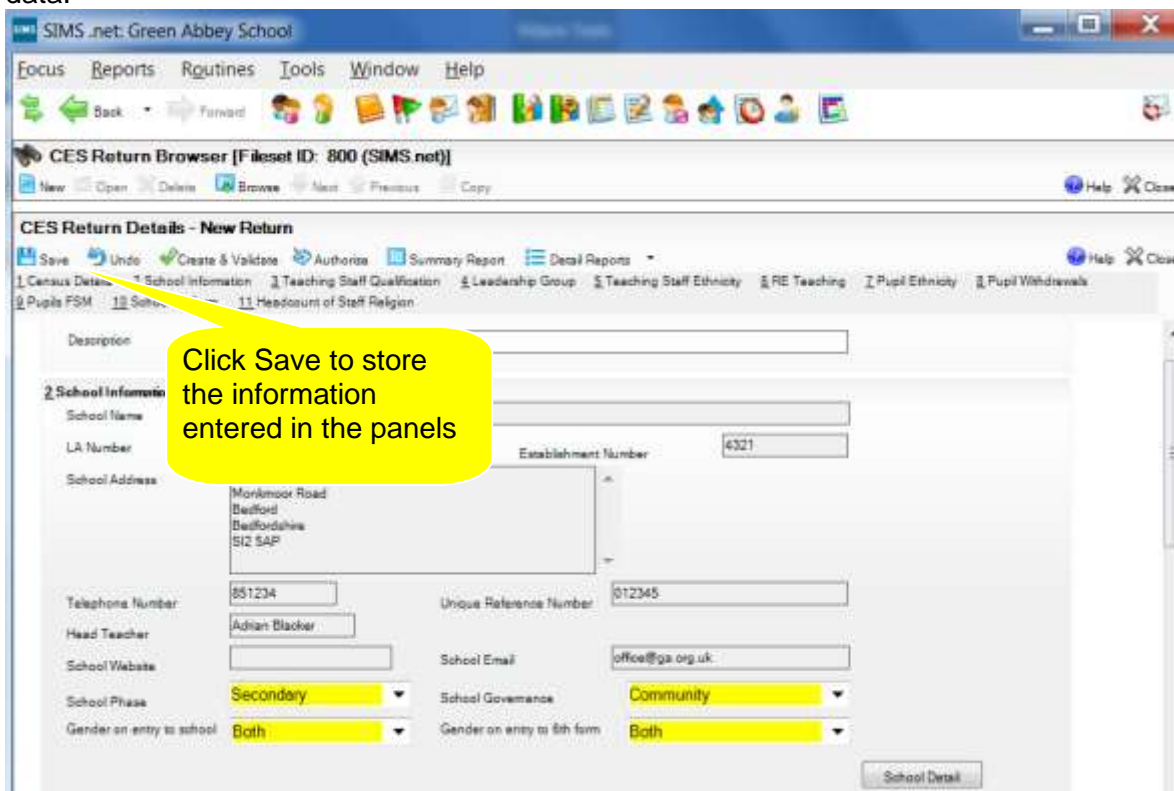 data.
SIMS .net: Green Abbey School
Focus Reports Routines Tools Window Help
Back Forward
CES Return Browser [Fileset ID: 800 (SIMS.net)]
New Open Delete Browse Next Previous Copy Help Close
CES Return Details - New Return
Save Undo Create & Validate Authorise Summary Report Detail Reports Help Close
1 Census Details 2 School Information 3 Teaching Staff Qualification 4 Leadership Group 5 Teaching Staff Ethnicity 6 RE Teaching 7 Pupil Ethnicity 8 Pupil Withdrawals
9 Pupils FSM 10 School 11 Headcount of Staff Religion
Description
Click Save to store
the information
entered in the panels
2 School Information
School Name
LA Number Establishment Number 4321
School Address
Monkmoor Road
Bedford
Bedfordshire
SI2 SAP
Telephone Number 851234 Unique Reference Number 012345
Head Teacher Adrian Blacker
School Website School Email office@ga.org.uk
School Phase Secondary School Governance Community
Gender on entry to school Both Gender on entry to 6th form Both
School Detail